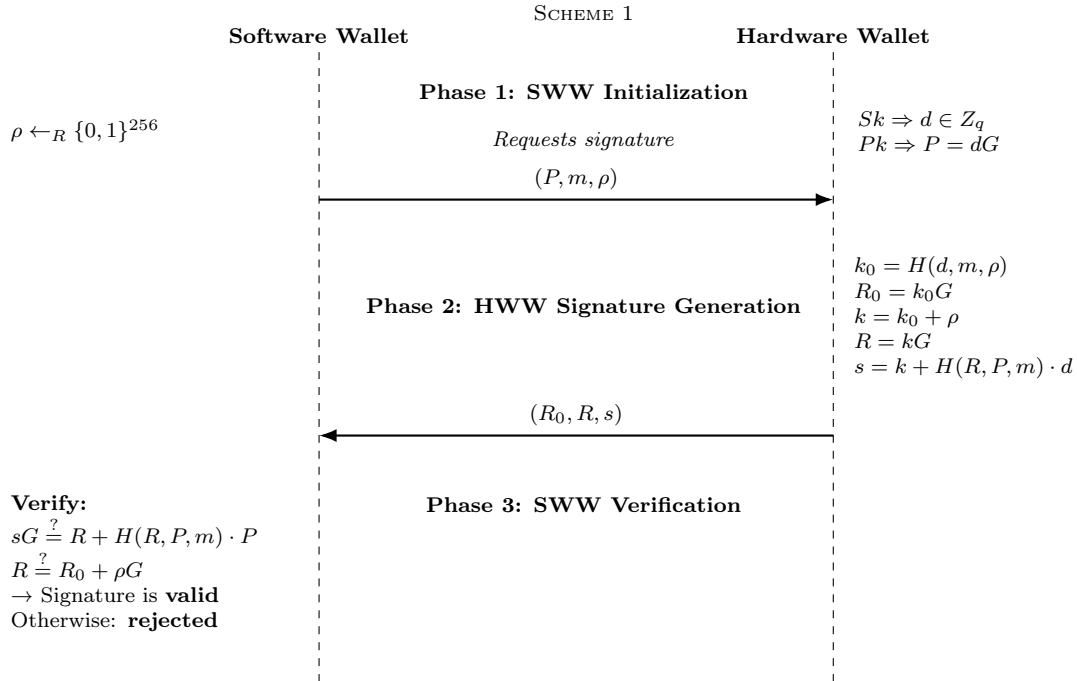 SCHEME 1
Software Wallet
Hardware Wallet
Phase 1: SWW Initialization
ρ ←_R {0, 1}^256
Sk ⇒ d ∈ Z_q
Pk ⇒ P = dG
Requests signature
(P, m, ρ)
k_0 = H(d, m, ρ)
R_0 = k_0G
Phase 2: HWW Signature Generation
k = k_0 + ρ
R = kG
s = k + H(R, P, m) · d
(R_0, R, s)
Phase 3: SWW Verification
Verify:
sG ≟ R + H(R, P, m) · P
R ≟ R_0 + ρG
→ Signature is valid
Otherwise: rejected